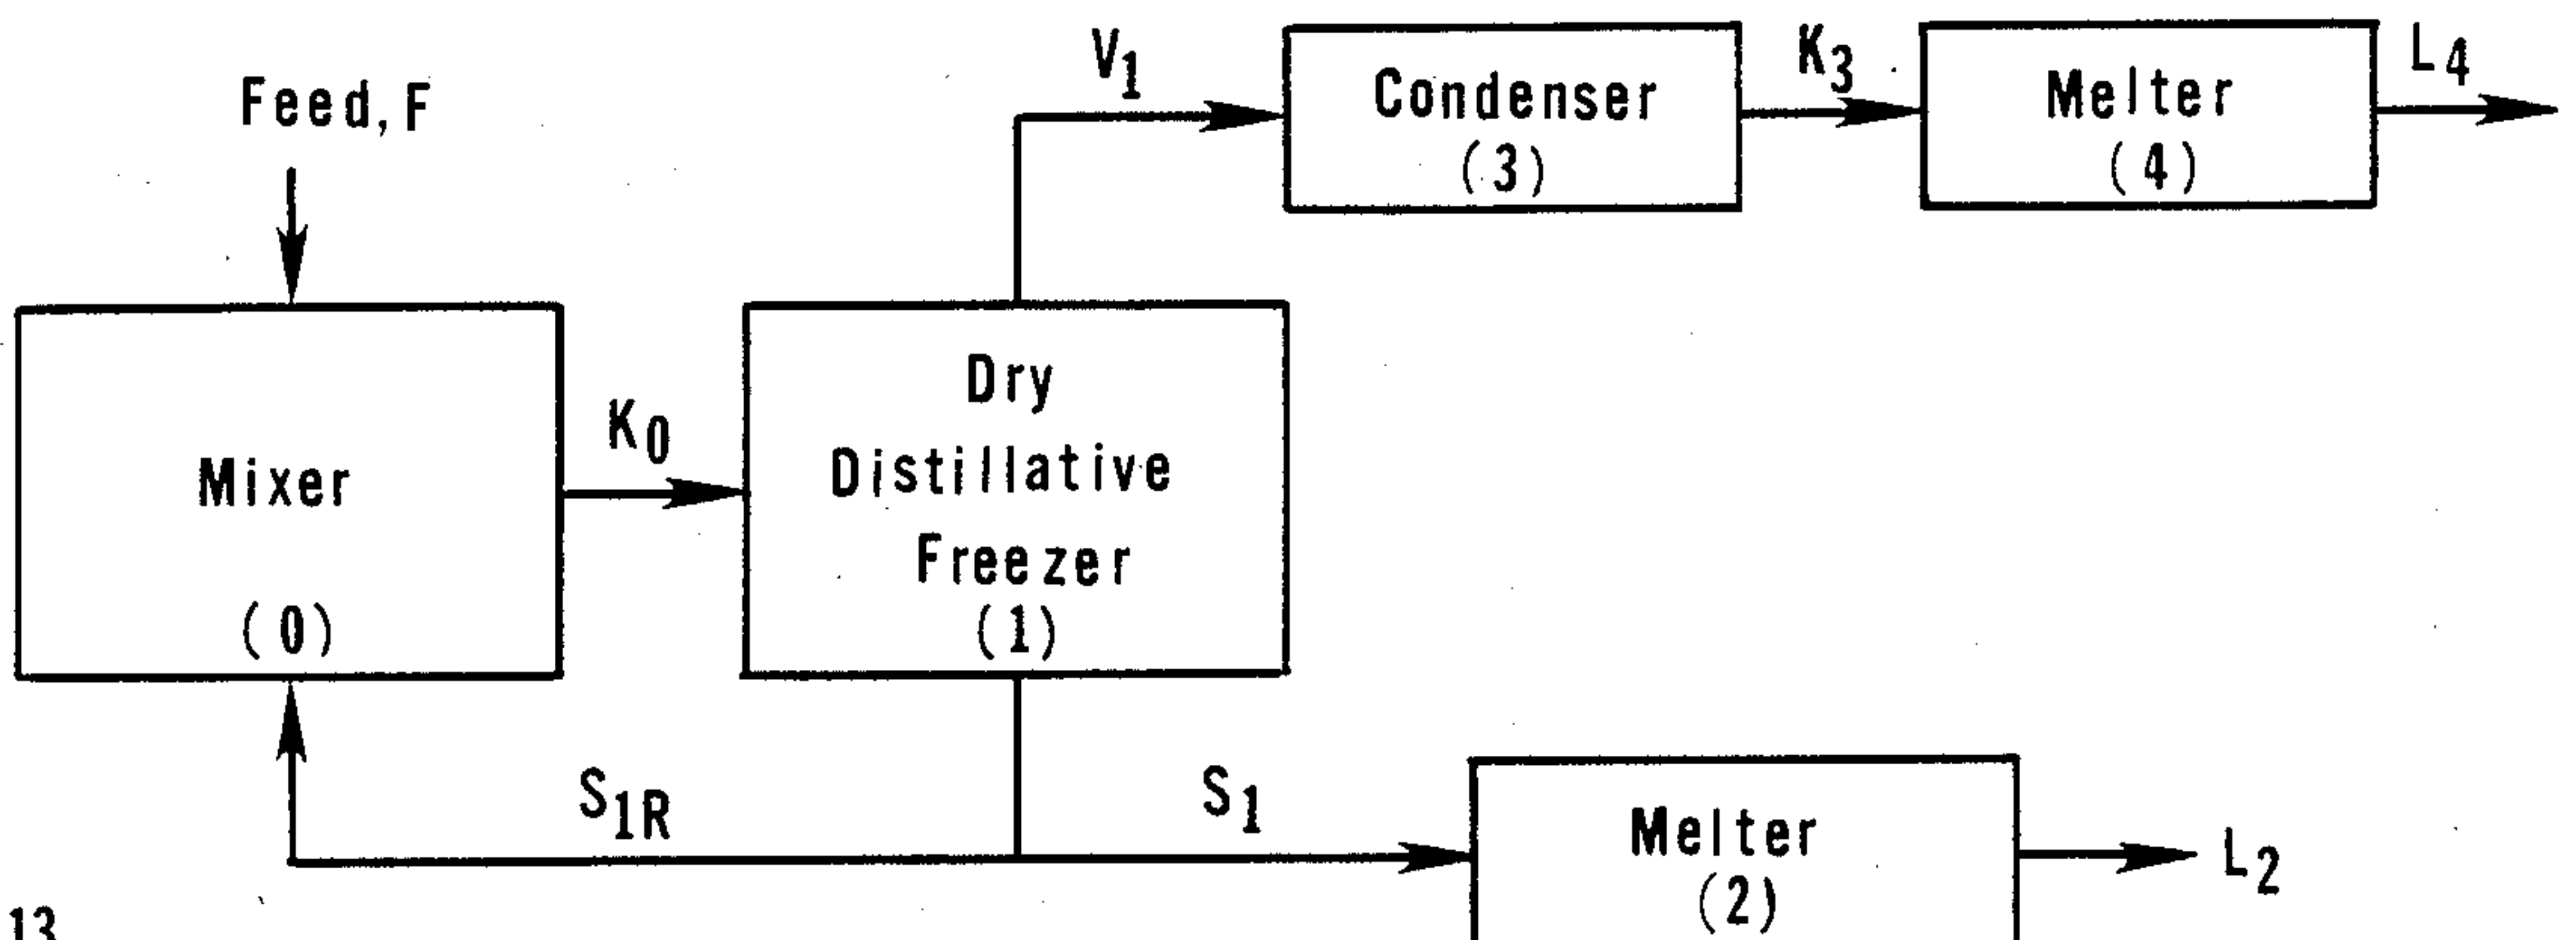 Feed, F
V1
Condenser
(3)
K3
Melter
(4)
L4
Mixer
(0)
K0
Dry
Distillative
Freezer
(1)
S1R
S1
Melter
(2)
L2
13